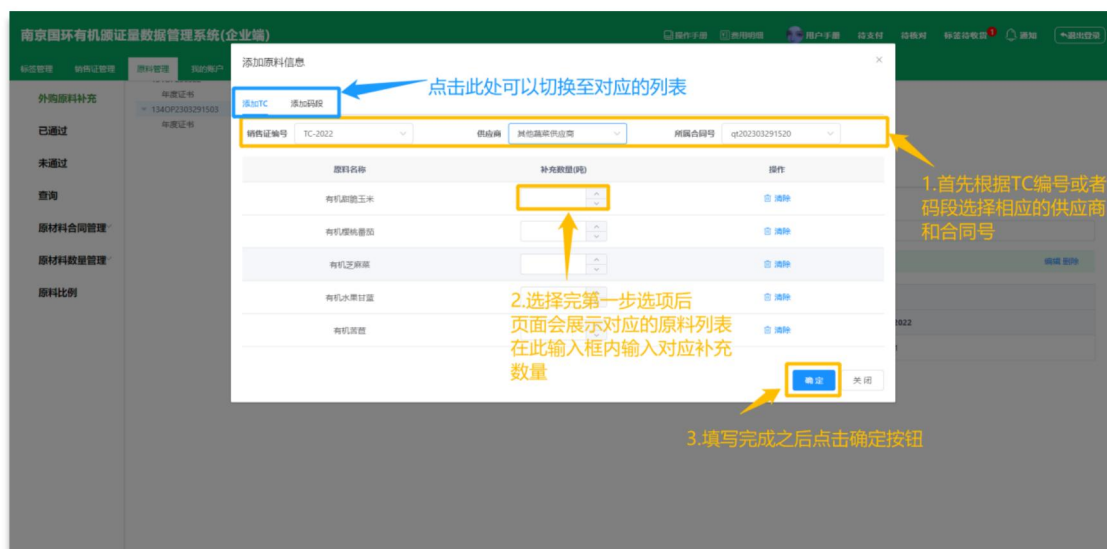 南京国环有机颁证量数据管理系统(企业端)
操作手册 费用明细 用户手册 待支付 待核对 标签待收货 通知 退出登录
标签管理 销售证管理 原料管理 我的账户
外购原料补充
已通过
未通过
查询
原材料合同管理
原材料数量管理
原料比例
年度证书
134OP2303291503
年度证书
添加原料信息
点击此处可以切换至对应的列表
添加TC 添加码段
销售证编号 TC-2022 供应商 其他蔬菜供应商 所属合同号 qt202303291520
原料名称 补充数量(吨) 操作
有机甜脆玉米 清除
有机樱桃番茄 清除
有机芝麻菜 清除
有机水果甘蓝 清除
有机苦苣 清除
1.首先根据TC编号或者
码段选择相应的供应商
和合同号
编辑 删除
2022
2.选择完第一步选项后
页面会展示对应的原料列表
在此输入框内输入对应补充
数量
确定 关闭
3.填写完成之后点击确定按钮